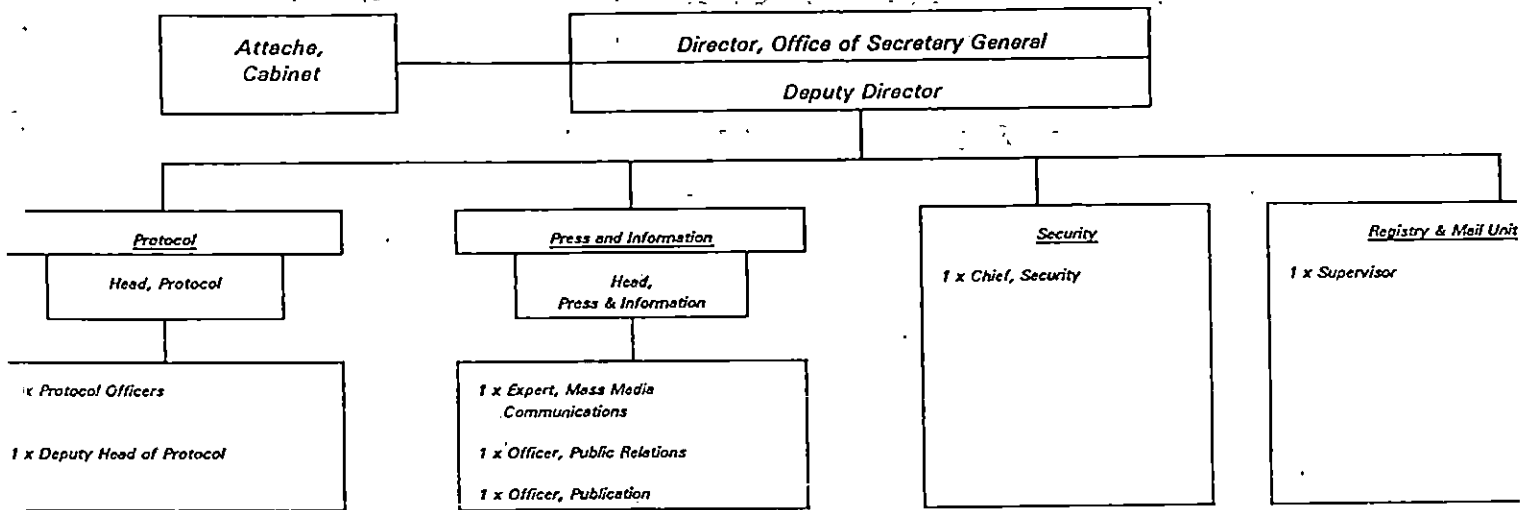 Attache,
Cabinet
Director, Office of Secretary General
Deputy Director
Protocol
Head, Protocol
x Protocol Officers
1 x Deputy Head of Protocol
Press and Information
Head,
Press & Information
1 x Expert, Mass Media
Communications
1 x Officer, Public Relations
1 x Officer, Publication
Security
1 x Chief, Security
Registry & Mail Unit
1 x Supervisor